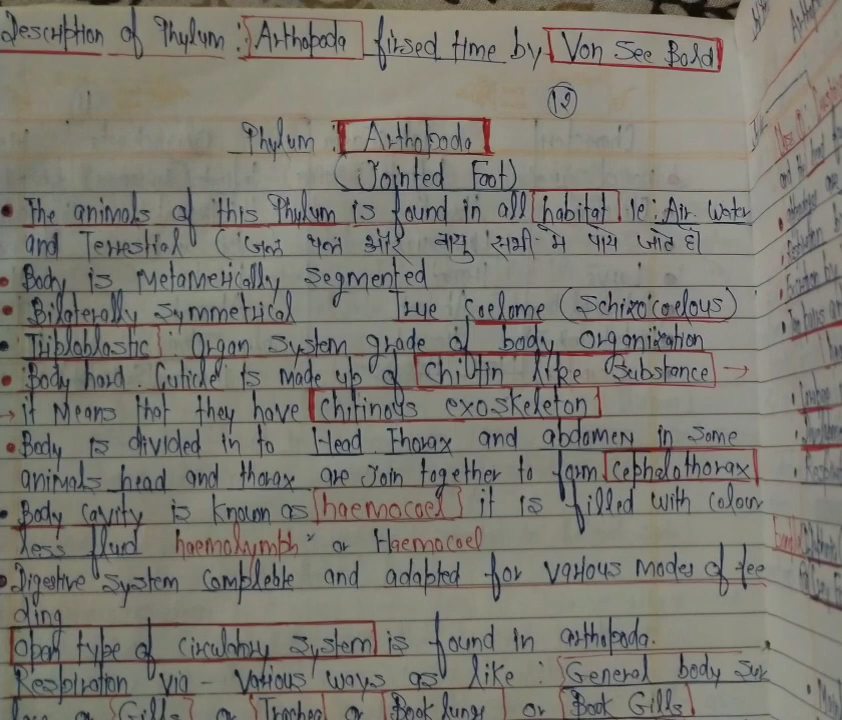 Description of Phylum : Arthopoda firsed time by Von See Bold
12
Phylum : Arthopoda
(Jointed Foot)
• The animals of this Phylum is found in all habitat ie : Air. Water
and Terrestial ( जल थल और वायु सभी में पाये जाते हैं
• Body is Metamerically Segmented
• Bilaterally Symmetrical True Coelome (Schizocoelous)
• Tribloblastic : Organ System grade of body Organization
• Body hard. Cuticle is made up of Chiltin like Substance →
→ it Means that they have Chitinoys exoskeleton
• Body is divided in to Head Thorax and abdomen in Some
animals head and thorax are Join together to form Cephelothorax
• Body Cavity is known as haemocoel it is filled with colour
less fluid haemolymph" or Haemocoel
• Digestive System Complebte and adapted for various modes of fee
ding
Open type of Circulatory System is found in arthopoda.
Respiration via - Various ways as like : General body Sur
Gills or Trachea or Book lungs or Book Gills